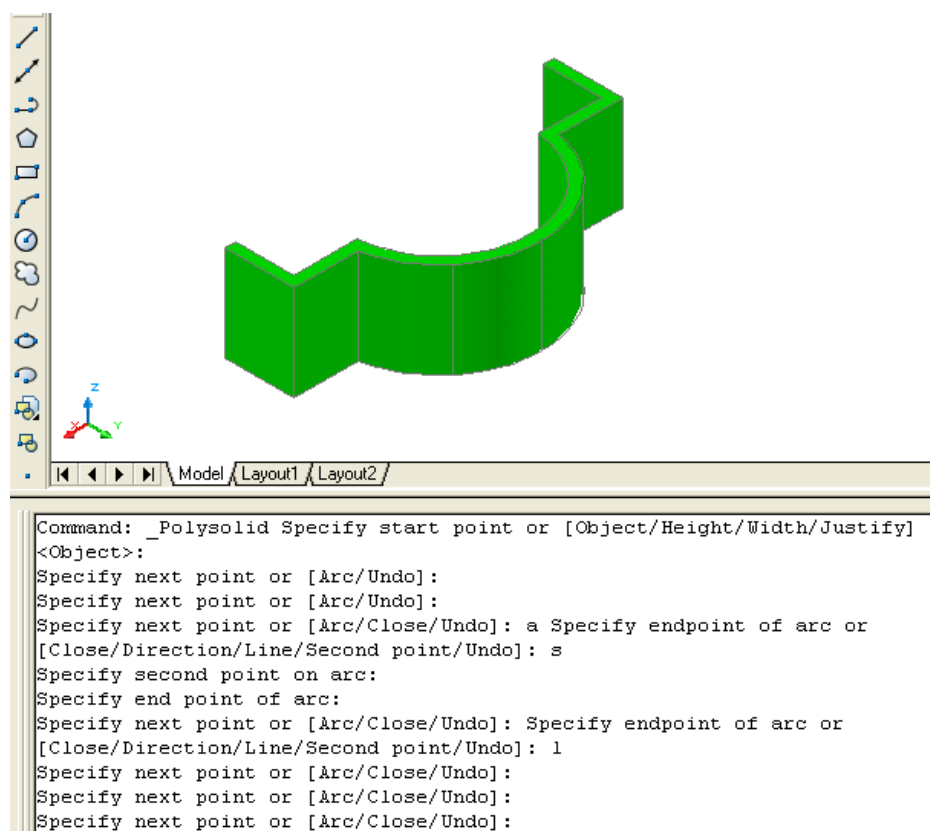 Z
X
Y
Model
Layout1
Layout2
Command: _Polysolid Specify start point or [Object/Height/Width/Justify]
<Object>:
Specify next point or [Arc/Undo]:
Specify next point or [Arc/Undo]:
Specify next point or [Arc/Close/Undo]: a Specify endpoint of arc or
[Close/Direction/Line/Second point/Undo]: s
Specify second point on arc:
Specify end point of arc:
Specify next point or [Arc/Close/Undo]: Specify endpoint of arc or
[Close/Direction/Line/Second point/Undo]: l
Specify next point or [Arc/Close/Undo]:
Specify next point or [Arc/Close/Undo]:
Specify next point or [Arc/Close/Undo]: